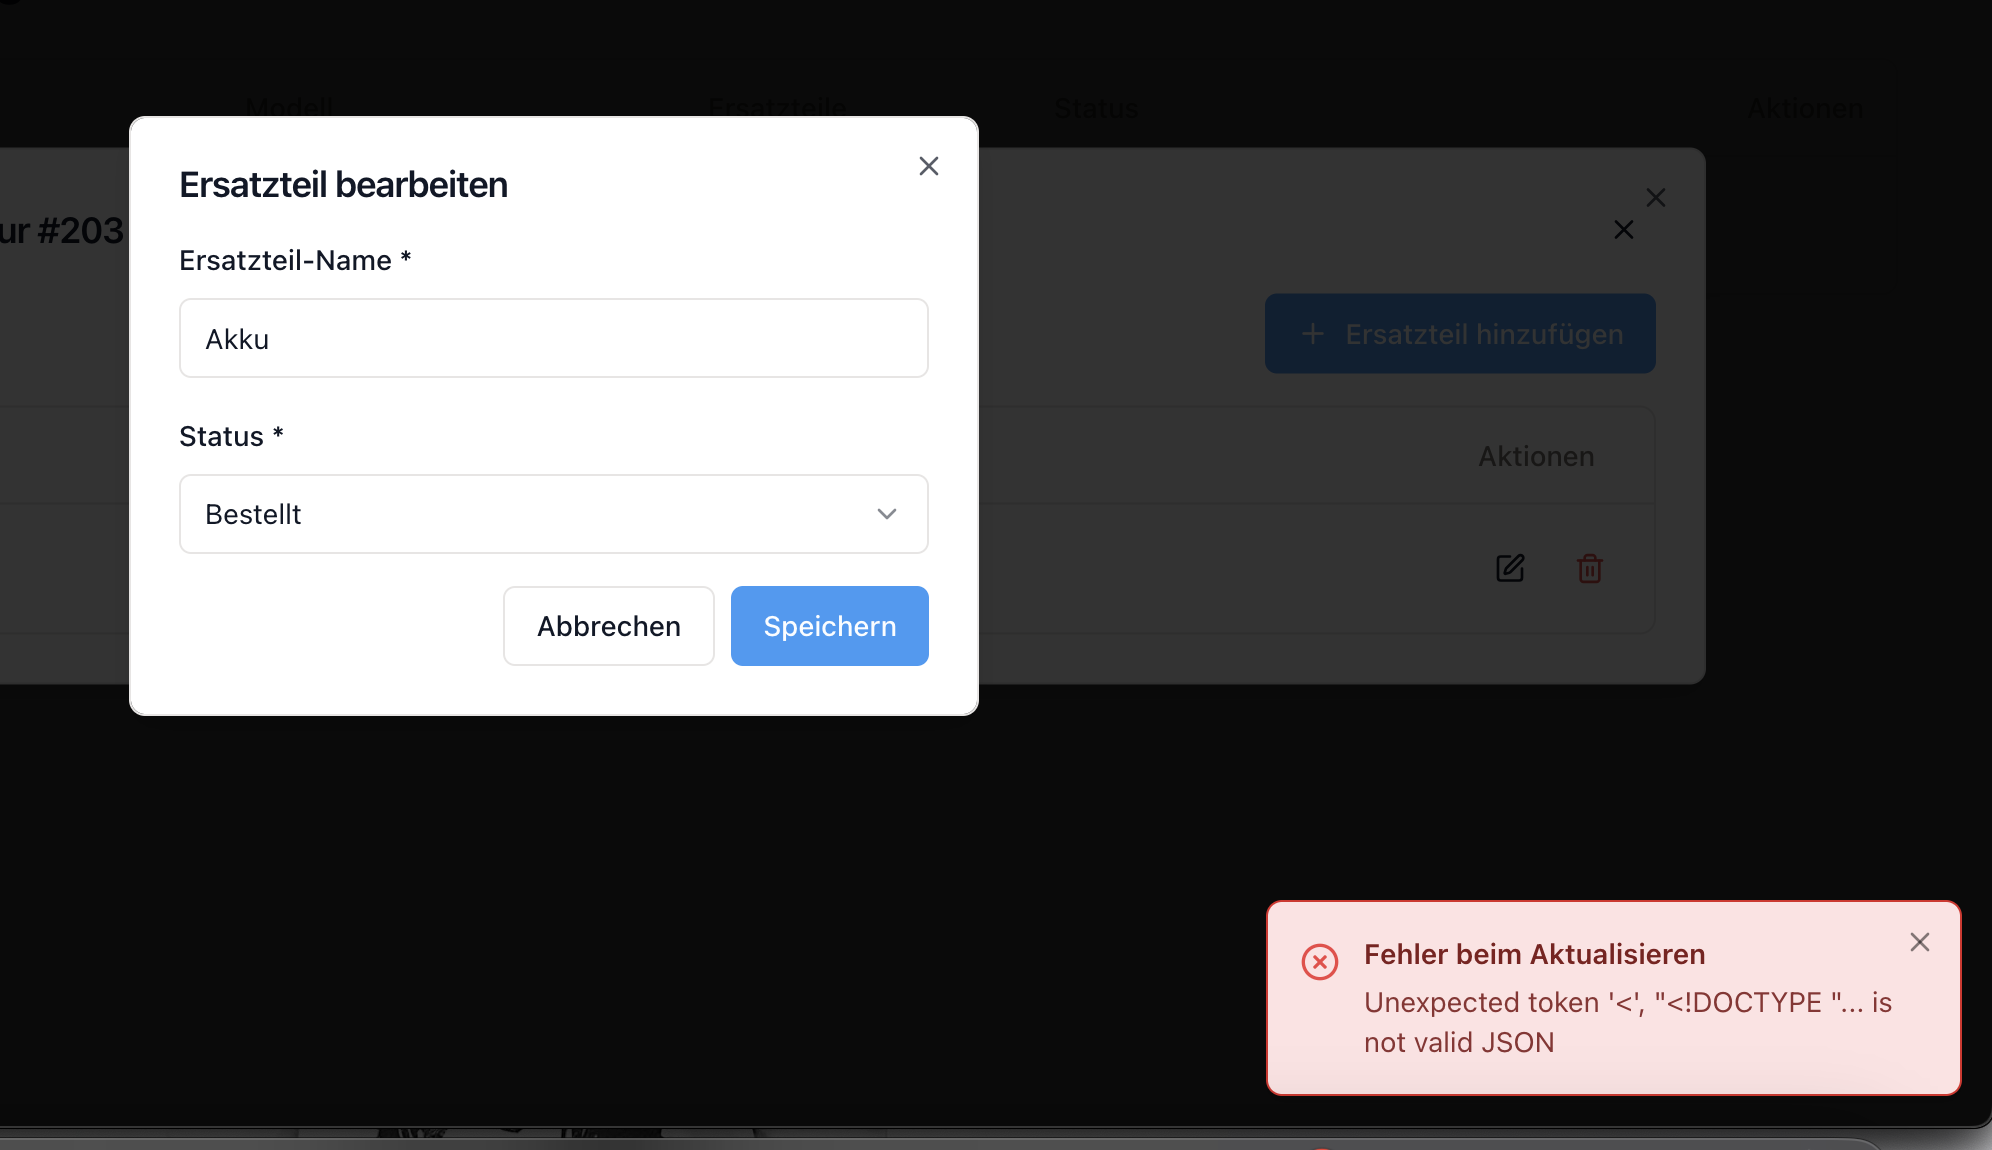 Modell Ersatzteile Status Aktionen
Ersatzteil bearbeiten
ur #203
Ersatzteil-Name *
Akku
+ Ersatzteil hinzufügen
Status *
Aktionen
Bestellt
Abbrechen Speichern
Fehler beim Aktualisieren
Unexpected token '<', "<!DOCTYPE "... is
not valid JSON